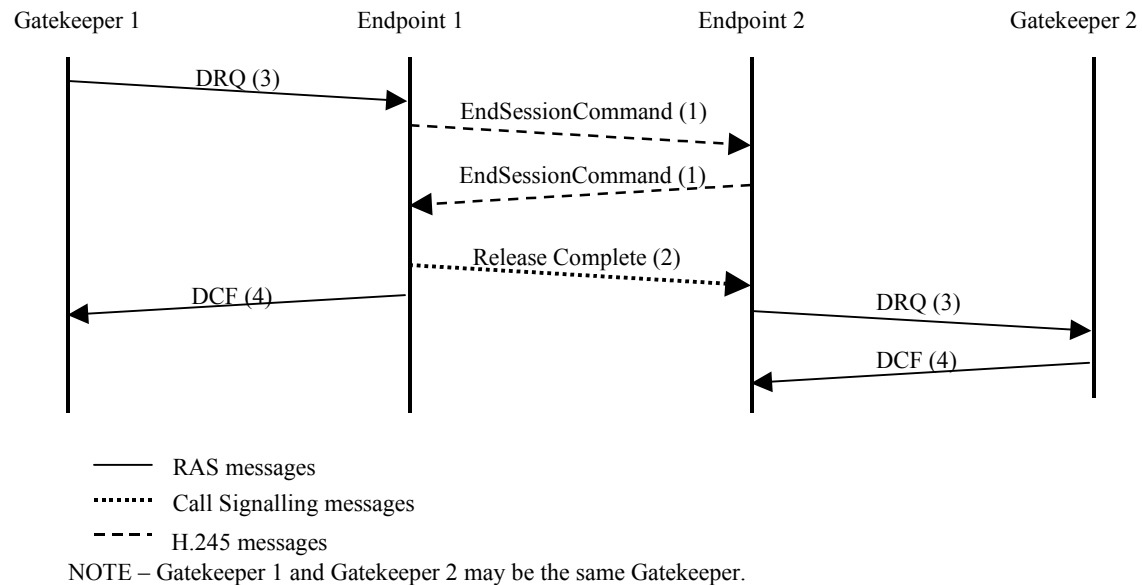 Gatekeeper 1 Endpoint 1 Endpoint 2 Gatekeeper 2
DRQ (3)
EndSessionCommand (1)
EndSessionCommand (1)
Release Complete (2)
DCF (4)
DRQ (3)
DCF (4)
RAS messages
Call Signalling messages
H.245 messages
NOTE – Gatekeeper 1 and Gatekeeper 2 may be the same Gatekeeper.